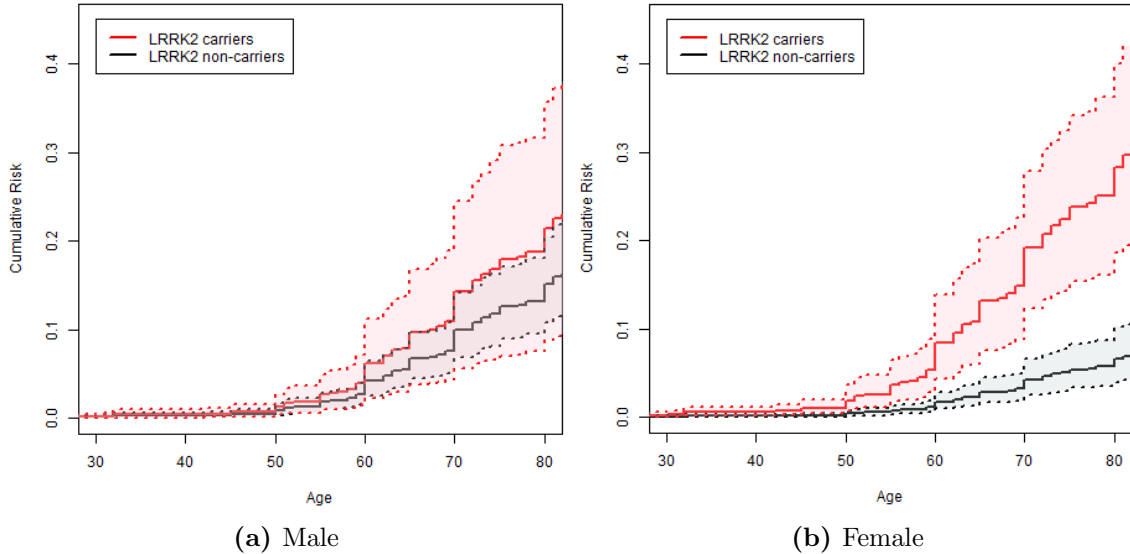 LRRK2 carriers
LRRK2 non-carriers
Cumulative Risk
0.4
0.3
0.2
0.1
0.0
30 40 50 60 70 80
Age
(a) Male
LRRK2 carriers
LRRK2 non-carriers
Cumulative Risk
0.4
0.3
0.2
0.1
0.0
30 40 50 60 70 80
Age
(b) Female